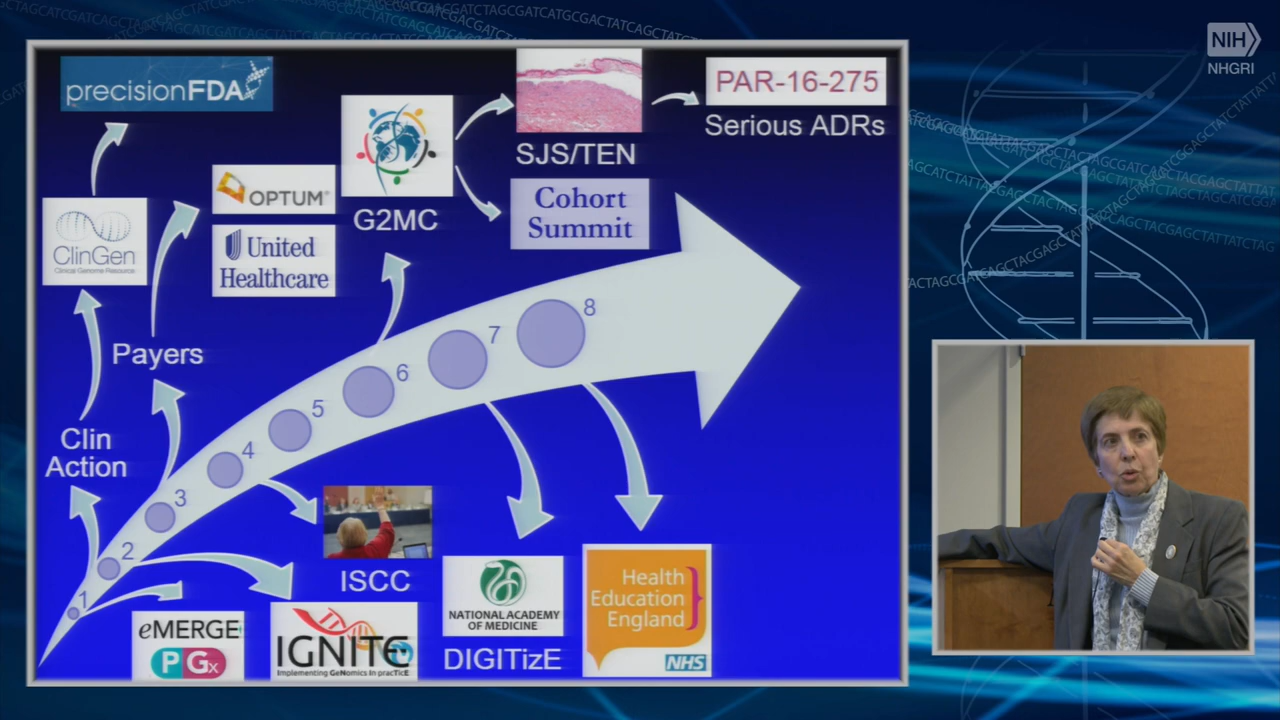 NIH
NHGRI
precisionFDA
PAR-16-275
Serious ADRs
SJS/TEN
Cohort
Summit
G2MC
OPTUM®
United
Healthcare
ClinGen
Clinical Genome Resource
Payers
Clin
Action
1
2
3
4
5
6
7
8
ISCC
eMERGE
PGx
IGNITE
Implementing GeNomics In pracTicE
NATIONAL ACADEMY
OF MEDICINE
DIGITizE
Health
Education
England
NHS